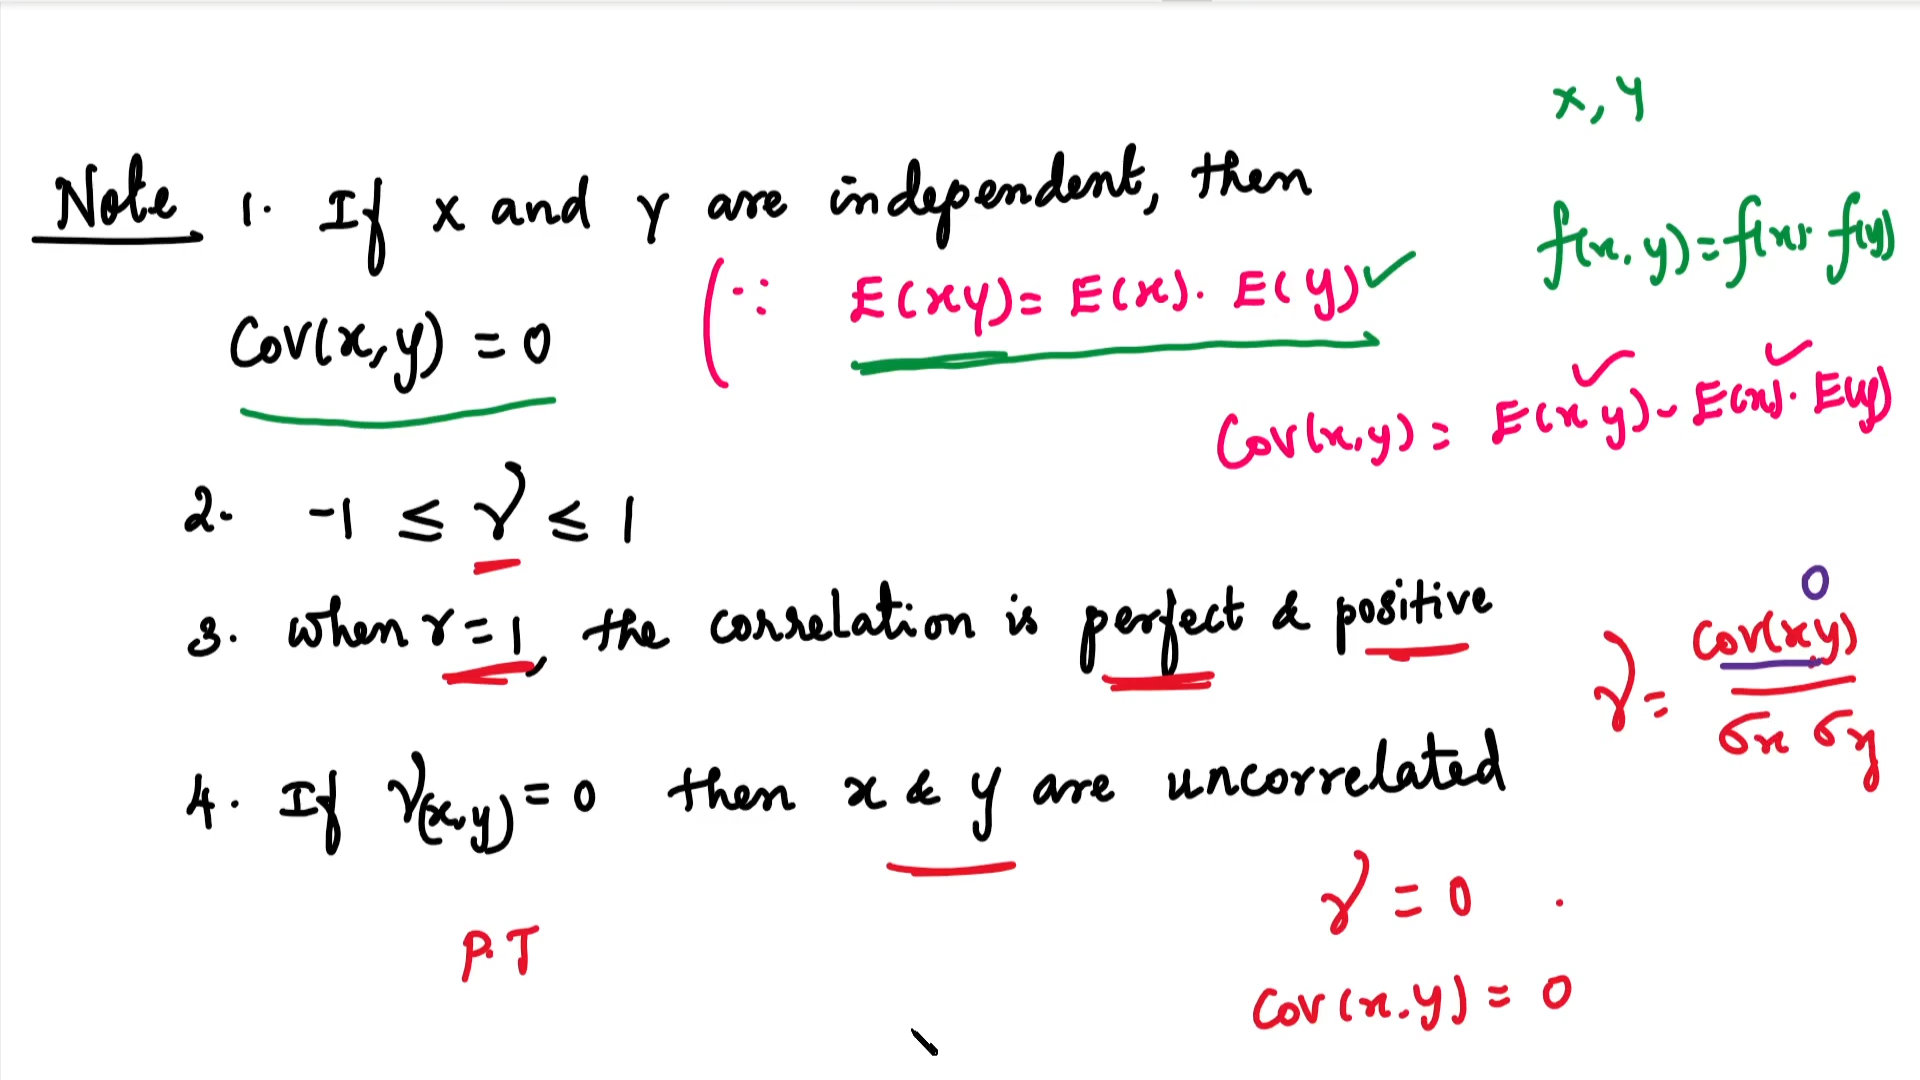 x, y
Note 1. If x and y are independent, then
f(x, y) = f(x). f(y)
Cov(x, y) = 0 (∵ E(xy) = E(x). E(y) ✓
Cov(x, y) = E(xy) - E(x). E(y)
2. -1 ≤ r ≤ 1
3. when r = 1, the correlation is perfect & positive
0
r = Cov(xy) / σx σy
4. If r(x, y) = 0 then x & y are uncorrelated
r = 0 .
P.T
Cov(x, y) = 0